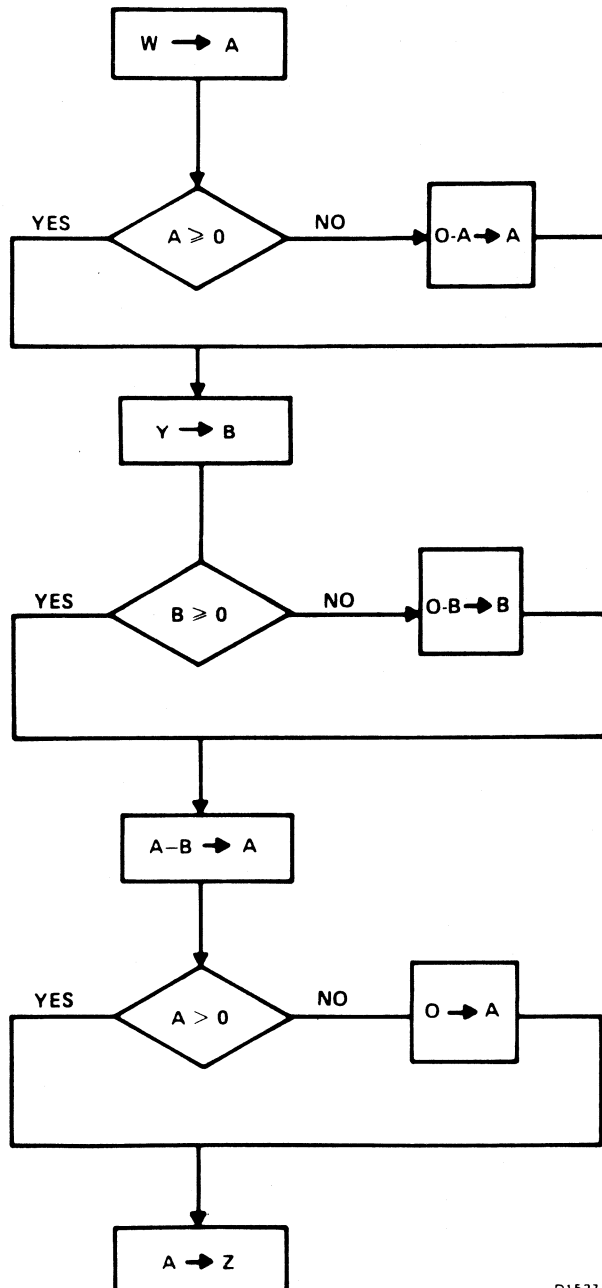 W → A
YES
A ⩾ 0
NO
O-A → A
Y → B
YES
B ⩾ 0
NO
O-B → B
A–B → A
YES
A > 0
NO
O → A
A → Z